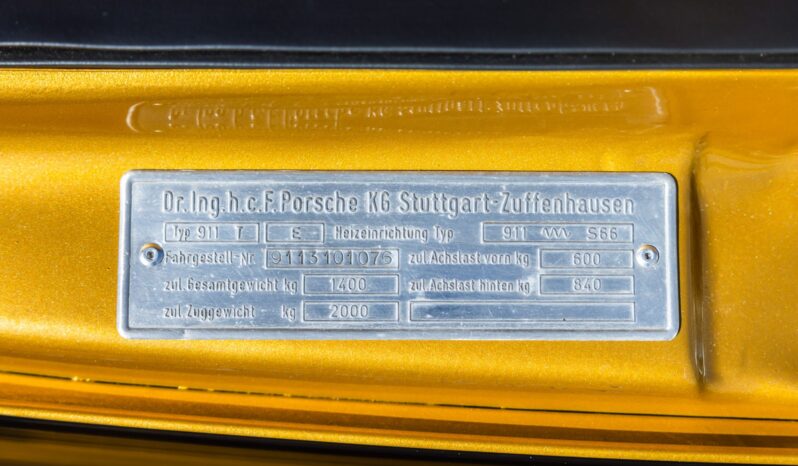 Dr. Ing. h. c. F. Porsche KG Stuttgart-Zuffenhausen
Typ 911 T E Heizeinrichtung Typ 911 S66
Fahrgestell-Nr. 9113101076 zul. Achslast vorn kg 600
zul. Gesamtgewicht kg 1400 zul. Achslast hinten kg 840
zul. Zuggewicht kg 2000